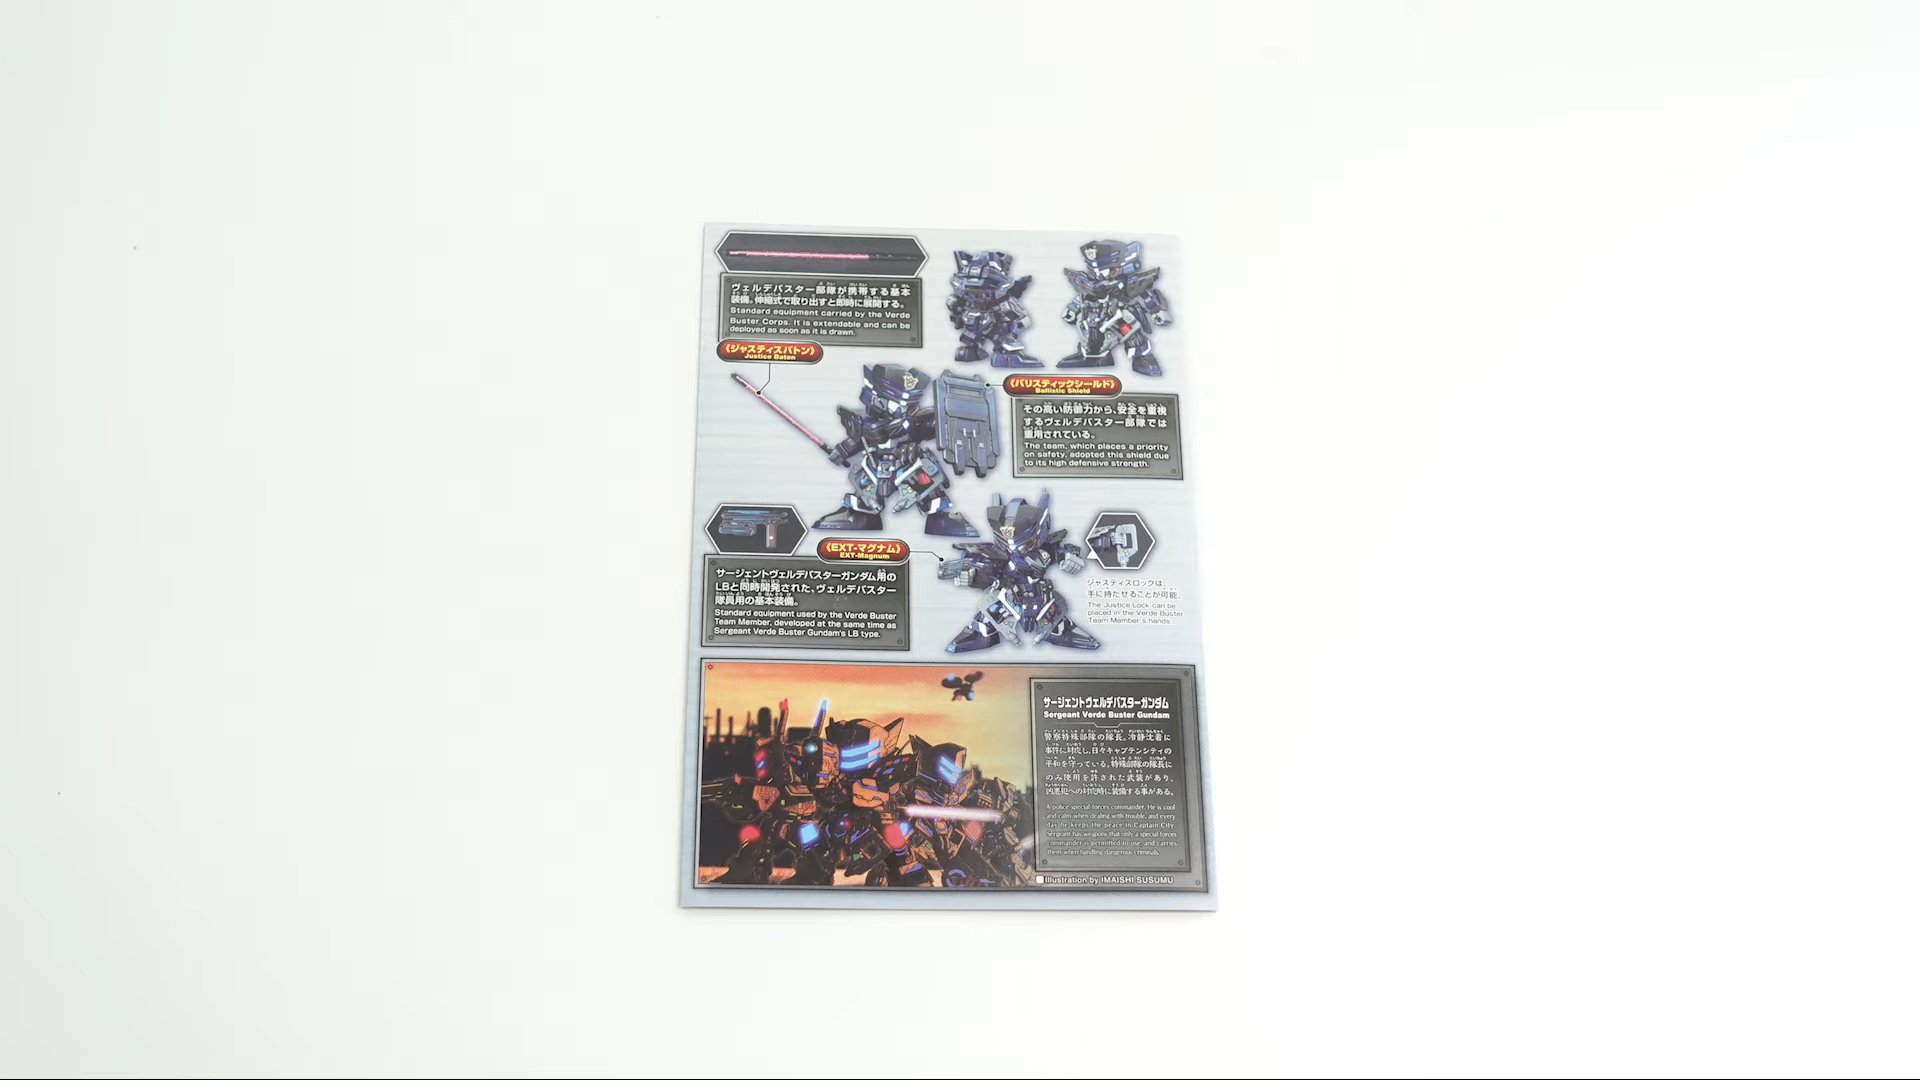 ヴェルデバスター部隊が携帯する基本
装備。伸縮式で取り出すと即時に展開する。
Standard equipment carried by the Verde
Buster Corps. It is extendable and can be
deployed as soon as it is drawn.
《ジャスティスバトン》
Justice Baton
《バリスティックシールド》
Ballistic Shield
その高い防御力から、安全を重視
するヴェルデバスター部隊では
重用されている。
The team, which places a priority
on safety, adopted this shield due
to its high defensive strength.
《EXT-マグナム》
EXT-Magnum
サージェントヴェルデバスターガンダム用の
LBと同時開発された、ヴェルデバスター
隊員用の基本装備。
Standard equipment used by the Verde Buster
Team Member, developed at the same time as
Sergeant Verde Buster Gundam's LB type.
ジャスティスロックは、
手に持たせることが可能。
The Justice Lock can be
placed in the Verde Buster
Team Member's hands.
サージェントヴェルデバスターガンダム
Sergeant Verde Buster Gundam
警察特殊部隊の隊長。冷静沈着に
事件に対応し、日々キャプテンシティの
平和を守っている。特殊部隊の隊長に
のみ使用を許された武装があり、
凶悪犯への対応時に装備する事がある。
A police special forces commander. He is cool
and calm when dealing with trouble, and every
day he keeps the peace in Captain City.
Sergeant has weapons that only a special forces
commander is permitted to use, and carries
them when handling dangerous criminals.
Illustration by IMAISHI SUSUMU